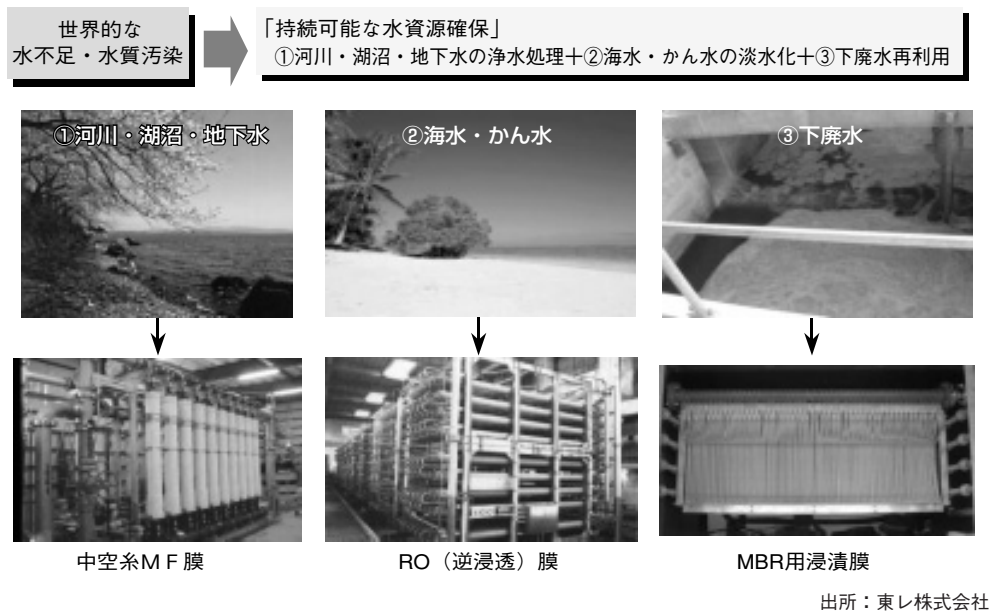 世界的な
水不足・水質汚染
「持続可能な水資源確保」
①河川・湖沼・地下水の浄水処理＋②海水・かん水の淡水化＋③下廃水再利用
①河川・湖沼・地下水
②海水・かん水
③下廃水
中空糸ＭＦ膜
RO（逆浸透）膜
MBR用浸漬膜
出所：東レ株式会社